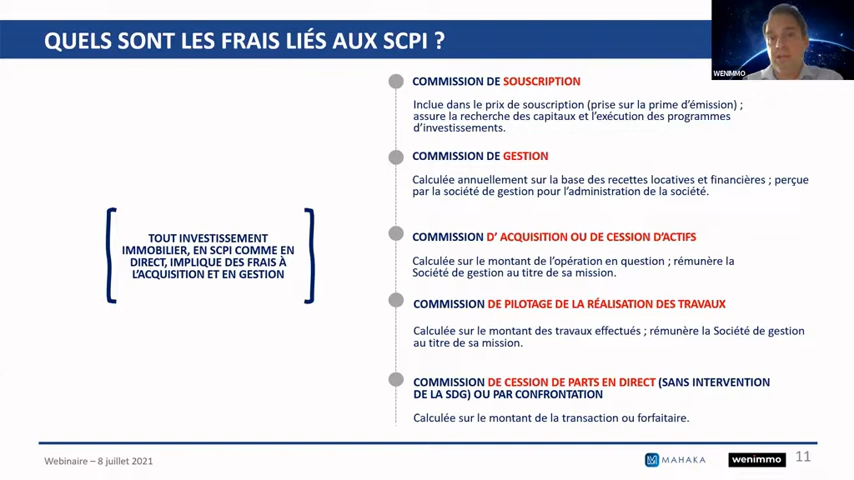 QUELS SONT LES FRAIS LIÉS AUX SCPI ?
WENIMMO
COMMISSION DE SOUSCRIPTION
Inclue dans le prix de souscription (prise sur la prime d'émission) ;
assure la recherche des capitaux et l'exécution des programmes
d'investissements.
COMMISSION DE GESTION
Calculée annuellement sur la base des recettes locatives et financières ; perçue
par la société de gestion pour l'administration de la société.
TOUT INVESTISSEMENT
IMMOBILIER, EN SCPI COMME EN
DIRECT, IMPLIQUE DES FRAIS À
L'ACQUISITION ET EN GESTION
COMMISSION D' ACQUISITION OU DE CESSION D'ACTIFS
Calculée sur le montant de l'opération en question ; rémunère la
Société de gestion au titre de sa mission.
COMMISSION DE PILOTAGE DE LA RÉALISATION DES TRAVAUX
Calculée sur le montant des travaux effectués ; rémunère la Société de gestion
au titre de sa mission.
COMMISSION DE CESSION DE PARTS EN DIRECT (SANS INTERVENTION
DE LA SDG) OU PAR CONFRONTATION
Calculée sur le montant de la transaction ou forfaitaire.
Webinaire – 8 juillet 2021
MAHAKA
wenimmo
11